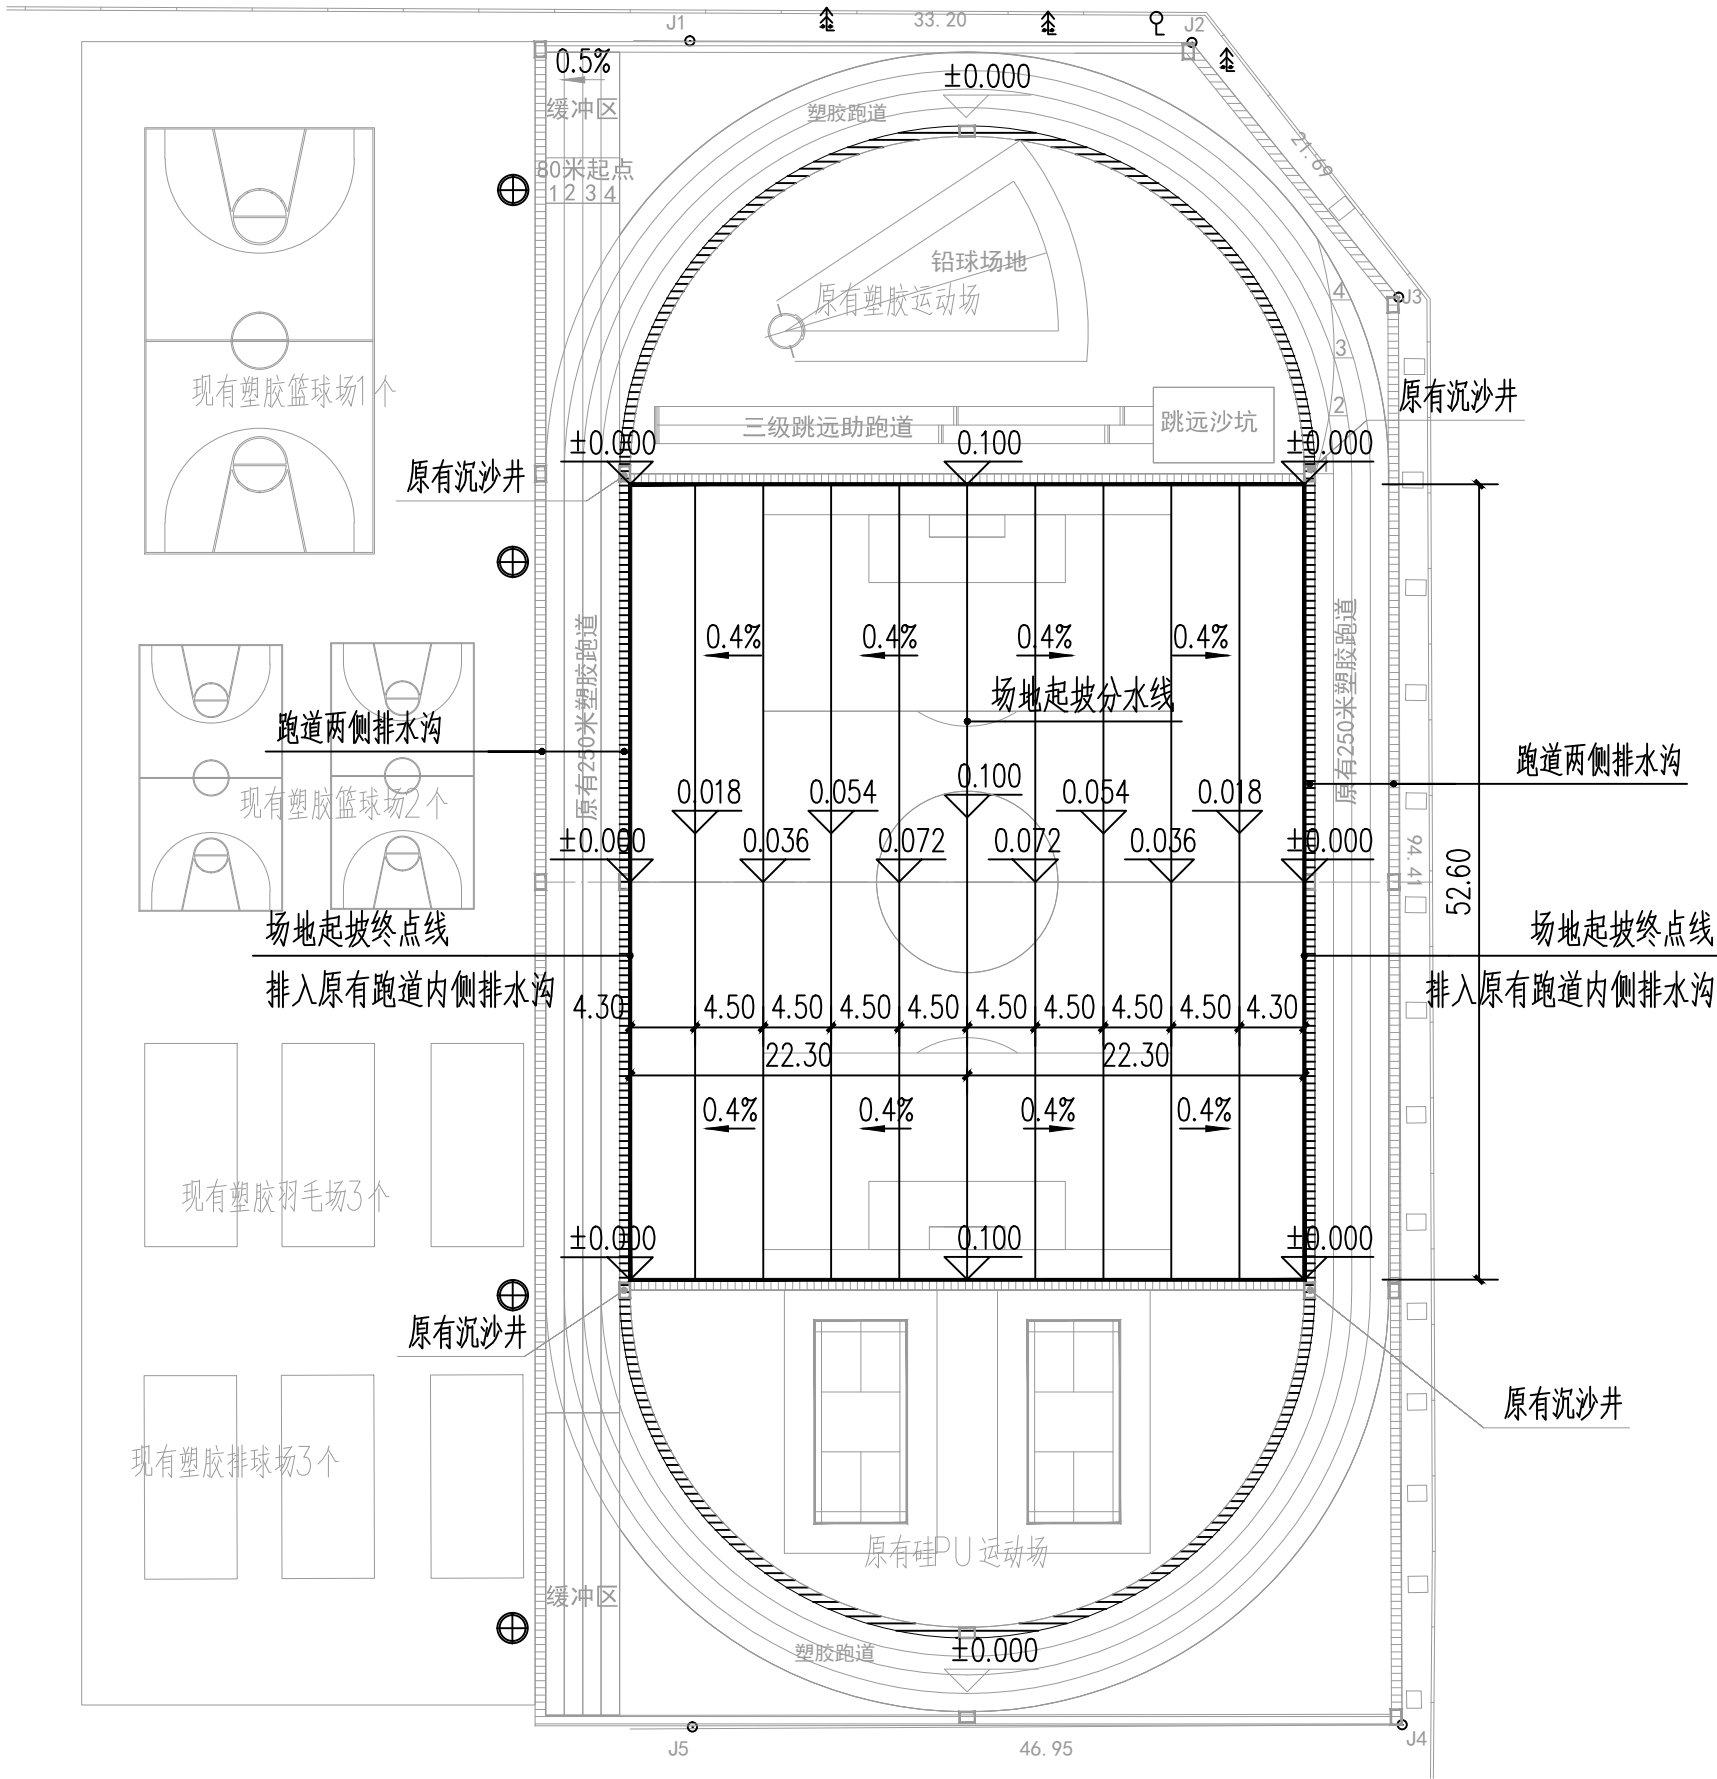 J1
33.20
J2
0.5%
±0.000
缓冲区
塑胶跑道
21.69
80米起点
1 2 3 4
铅球场地
原有塑胶运动场
4
J3
3
现有塑胶篮球场1个
2
原有沉沙井
三级跳远助跑道
跳远沙坑
±0.000
0.100
±0.000
原有沉沙井
原有250米塑胶跑道
原有250米塑胶跑道
0.4%
0.4%
0.4%
0.4%
场地起坡分水线
跑道两侧排水沟
跑道两侧排水沟
0.100
0.018
0.054
0.054
0.018
现有塑胶篮球场2个
±0.000
0.036
0.072
0.072
0.036
±0.000
94.41
52.60
场地起坡终点线
排入原有跑道内侧排水沟
场地起坡终点线
排入原有跑道内侧排水沟
4.30
4.50
4.50
4.50
4.50
4.50
4.50
4.50
4.50
4.30
22.30
22.30
0.4%
0.4%
0.4%
0.4%
现有塑胶羽毛场3个
±0.000
0.100
±0.000
原有沉沙井
原有沉沙井
现有塑胶排球场3个
原有硅PU运动场
缓冲区
塑胶跑道
±0.000
J5
46.95
J4